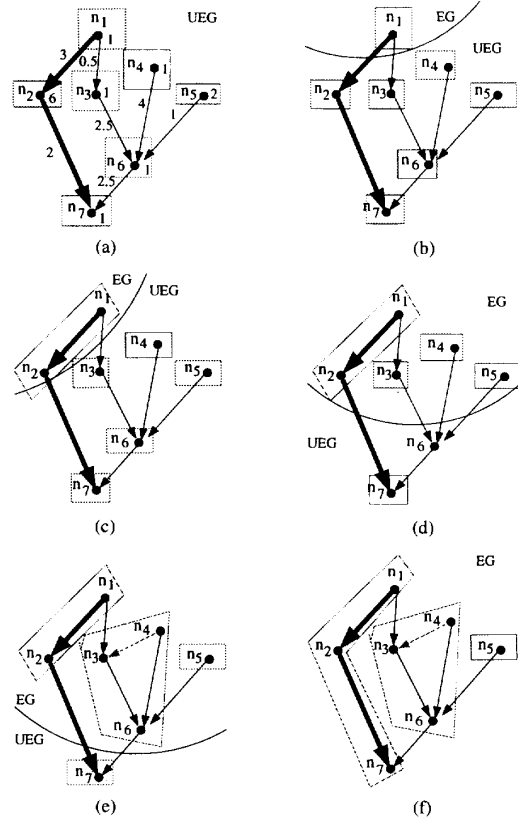 n1 1 UEG
3 0.5
n2 6 n3 1 n4 1 n5 2
2 2.5 4 1
n6 1
2.5
n7 1
(a)
n1 EG
UEG
n2 n3 n4 n5
n6
n7
(b)
EG UEG
n1
n2 n3 n4 n5
n6
n7
(c)
n1 EG
n2 n3 n4 n5
UEG n6
n7
(d)
n1
n2 n3 n4 n5
EG n6
UEG
n7
(e)
EG
n1
n2 n3 n4 n5
n6
n7
(f)